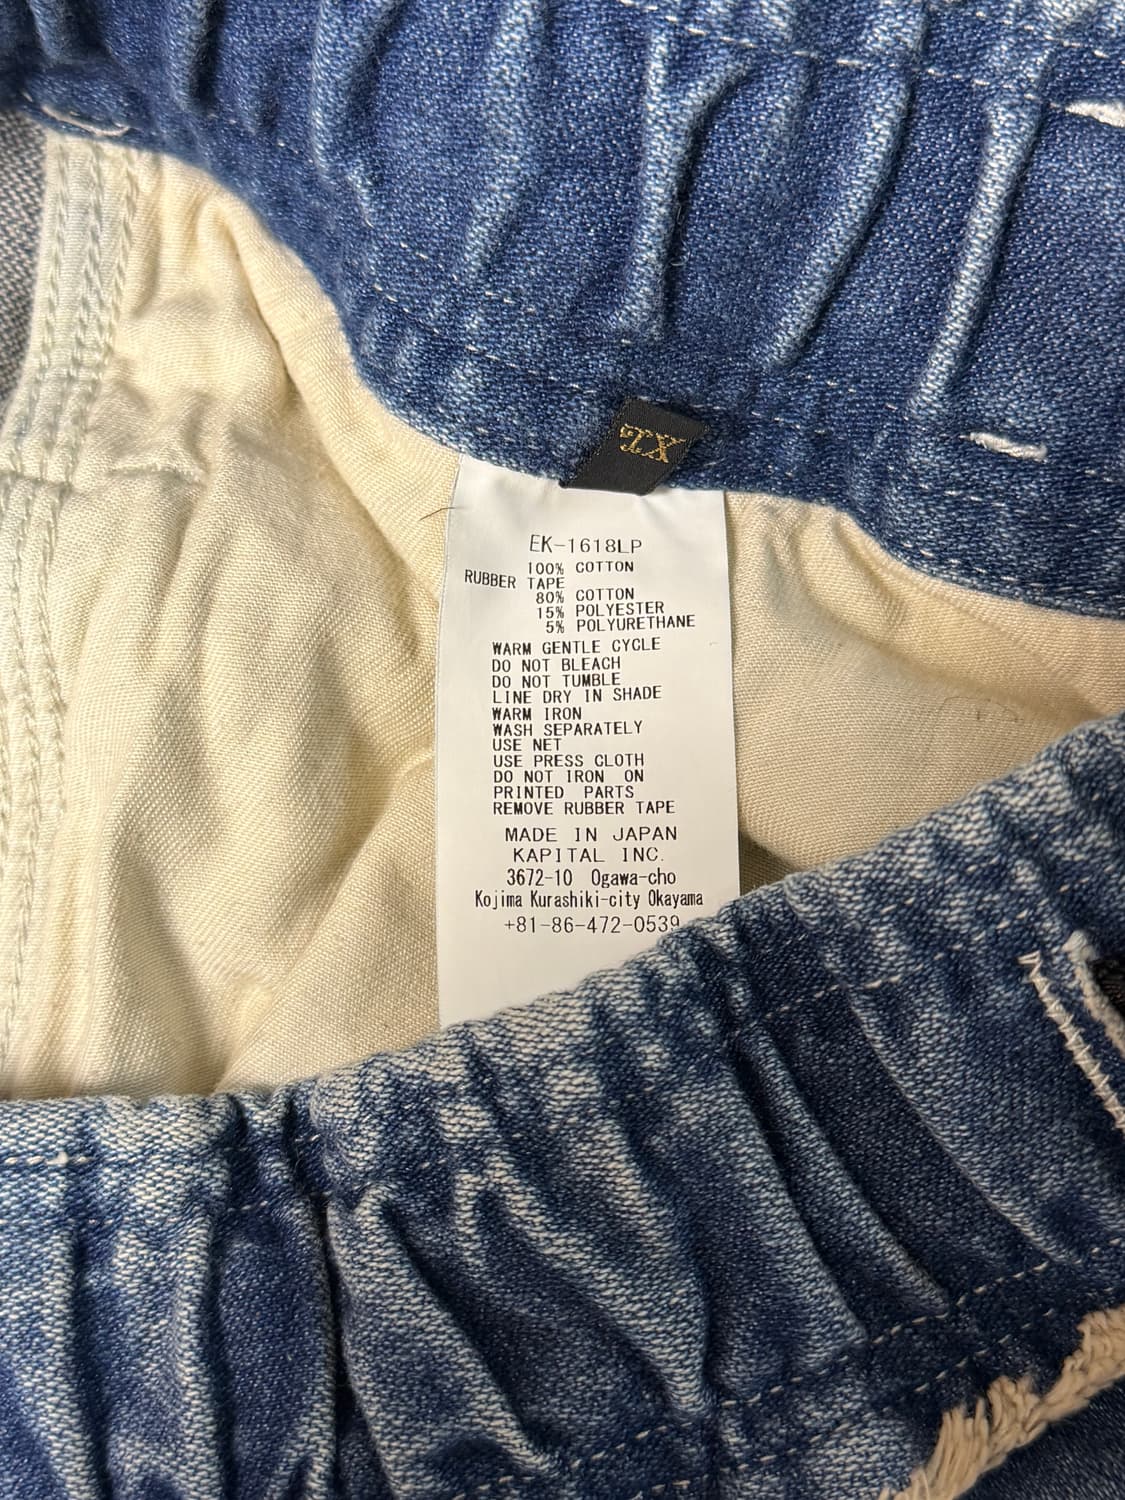 XL
EK-1618LP
100% COTTON
RUBBER TAPE
80% COTTON
15% POLYESTER
5% POLYURETHANE
WARM GENTLE CYCLE
DO NOT BLEACH
DO NOT TUMBLE
LINE DRY IN SHADE
WARM IRON
WASH SEPARATELY
USE NET
USE PRESS CLOTH
DO NOT IRON ON
PRINTED PARTS
REMOVE RUBBER TAPE
MADE IN JAPAN
KAPITAL INC.
3672-10 Ogawa-cho
Kojima Kurashiki-city Okayama
+81-86-472-0539